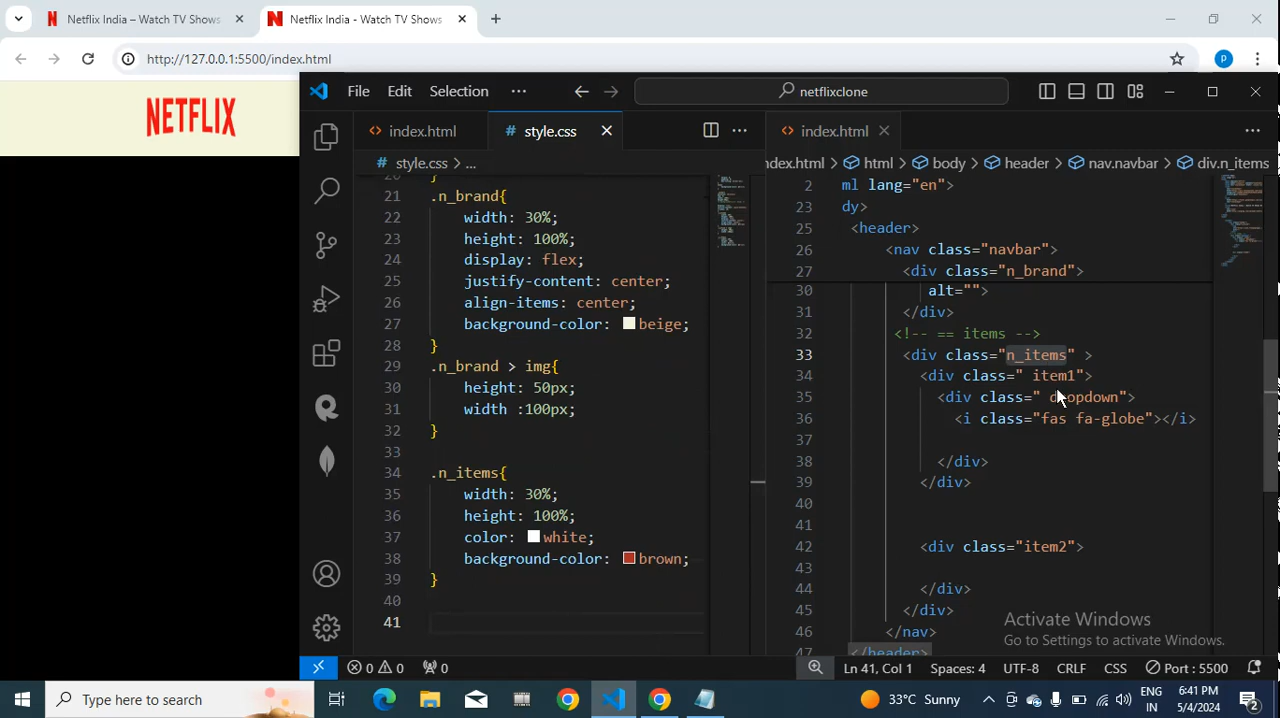 Netflix India – Watch TV Shows
Netflix India - Watch TV Shows
http://127.0.0.1:5500/index.html
P
NETFLIX
File Edit Selection ···
netflixclone
index.html
style.css
index.html
style.css > ...
ndex.html > html > body > header > nav.navbar > div.n_items
21 .n_brand{
22 width: 30%;
23 height: 100%;
24 display: flex;
25 justify-content: center;
26 align-items: center;
27 background-color: beige;
28 }
29 .n_brand > img{
30 height: 50px;
31 width :100px;
32 }
33
34 .n_items{
35 width: 30%;
36 height: 100%;
37 color: white;
38 background-color: brown;
39 }
40
41
2 ml lang="en">
23 dy>
25 <header>
26 <nav class="navbar">
27 <div class="n_brand">
30 alt="">
31 </div>
32 <!-- == items -->
33 <div class="n_items" >
34 <div class=" item1">
35 <div class=" dropdown">
36 <i class="fas fa-globe"></i>
37
38 </div>
39 </div>
40
41
42 <div class="item2">
43
44 </div>
45 </div>
46 </nav>
47 </header>
Activate Windows
Go to Settings to activate Windows.
0 0 0
Ln 41, Col 1 Spaces: 4 UTF-8 CRLF CSS Port : 5500
Type here to search
33°C Sunny
ENG
IN
6:41 PM
5/4/2024
2